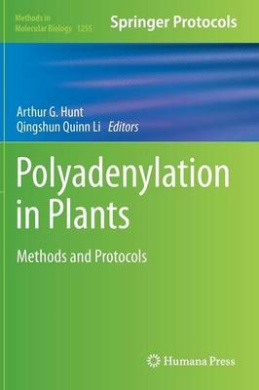 Methods in
Molecular Biology 1255
Springer Protocols
Arthur G. Hunt
Qingshun Quinn Li Editors
Polyadenylation
in Plants
Methods and Protocols
Humana Press